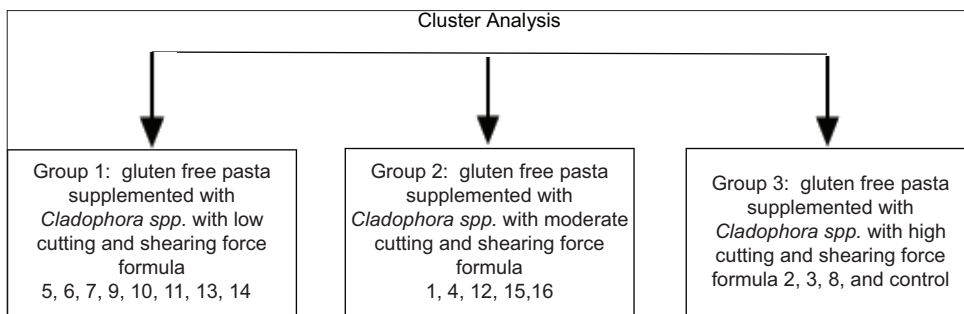 Cluster Analysis
Group 1: gluten free pasta
supplemented with
Cladophora spp. with low
cutting and shearing force
formula
5, 6, 7, 9, 10, 11, 13, 14
Group 2: gluten free pasta
supplemented with
Cladophora spp. with moderate
cutting and shearing force
formula
1, 4, 12, 15,16
Group 3: gluten free pasta
supplemented with
Cladophora spp. with high
cutting and shearing force
formula 2, 3, 8, and control